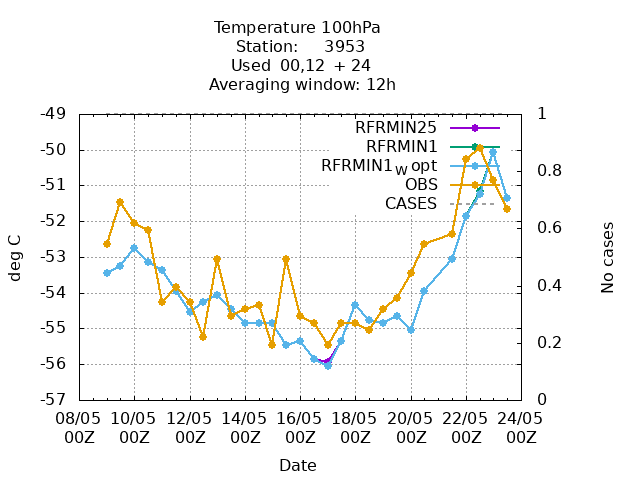 Temperature 100hPa
Station: 3953
Used 00,12 + 24
Averaging window: 12h
-49
-50
-51
-52
-53
-54
-55
-56
-57
1
0.8
0.6
0.4
0.2
0
RFRMIN25
RFRMIN1
RFRMIN1w opt
OBS
CASES
deg C
No cases
08/05 10/05 12/05 14/05 16/05 18/05 20/05 22/05 24/05
00Z 00Z 00Z 00Z 00Z 00Z 00Z 00Z 00Z
Date